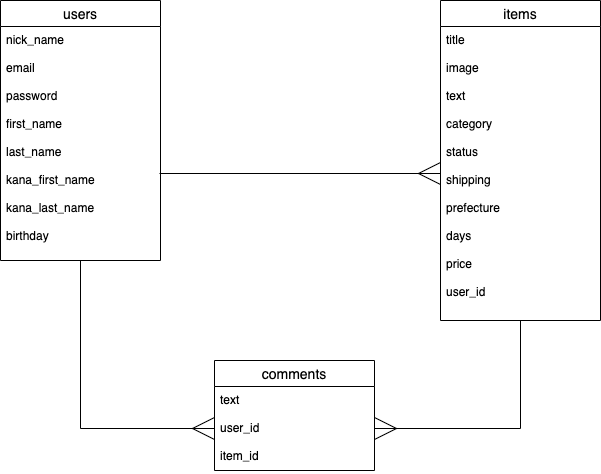 users
nick_name
email
password
first_name
last_name
kana_first_name
kana_last_name
birthday
items
title
image
text
category
status
shipping
prefecture
days
price
user_id
comments
text
user_id
item_id